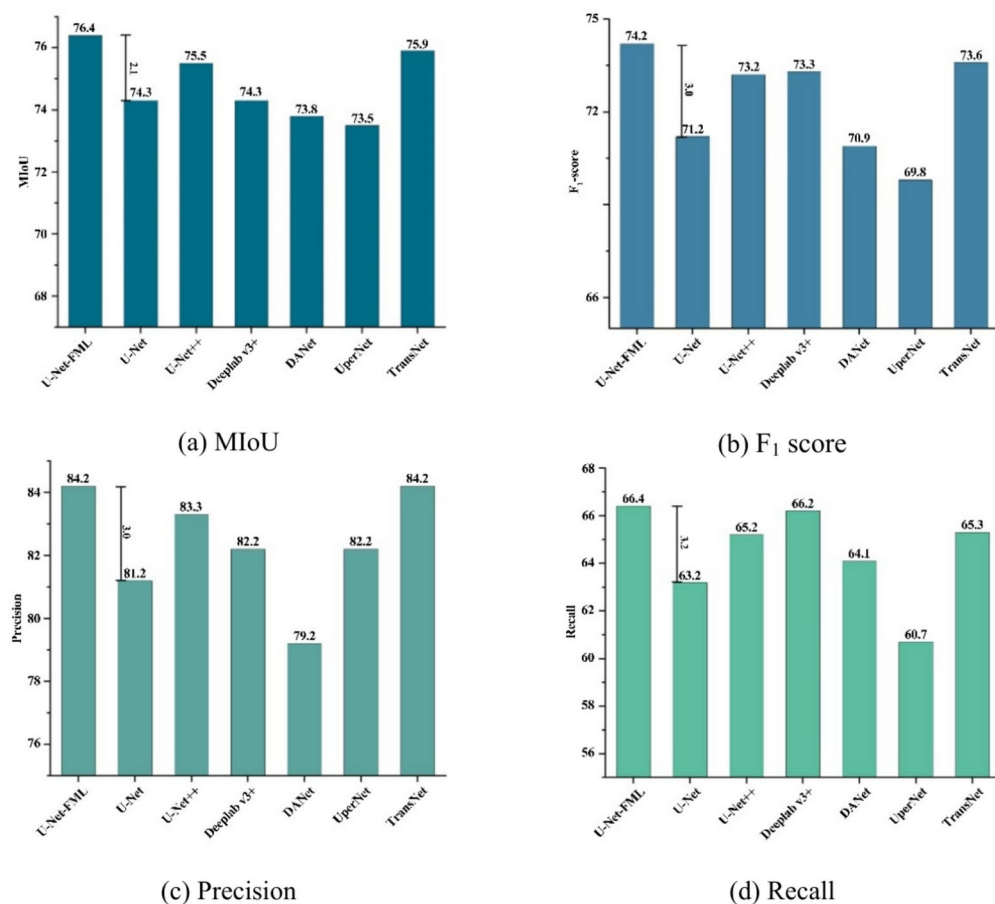 76.4
76
2.1
74.3
75.5
74.3
73.8
73.5
75.9
74
72
70
68
MIoU
U-Net-FML
U-Net
U-Net++
Deeplab v3+
DANet
UperNet
TransNet
(a) MIoU
75
74.2
3.0
71.2
73.2
73.3
70.9
69.8
73.6
72
66
F₁-score
U-Net-FML
U-Net
U-Net++
Deeplab v3+
DANet
UperNet
TransNet
(b) F₁ score
84.2
84
3.0
81.2
83.3
82.2
79.2
82.2
84.2
82
80
78
76
Precision
U-Net-FML
U-Net
U-Net++
Deeplab v3+
DANet
UperNet
TransNet
(c) Precision
68
66.4
66
3.2
63.2
65.2
66.2
64.1
60.7
65.3
64
62
60
58
56
Recall
U-Net-FML
U-Net
U-Net++
Deeplab v3+
DANet
UperNet
TransNet
(d) Recall